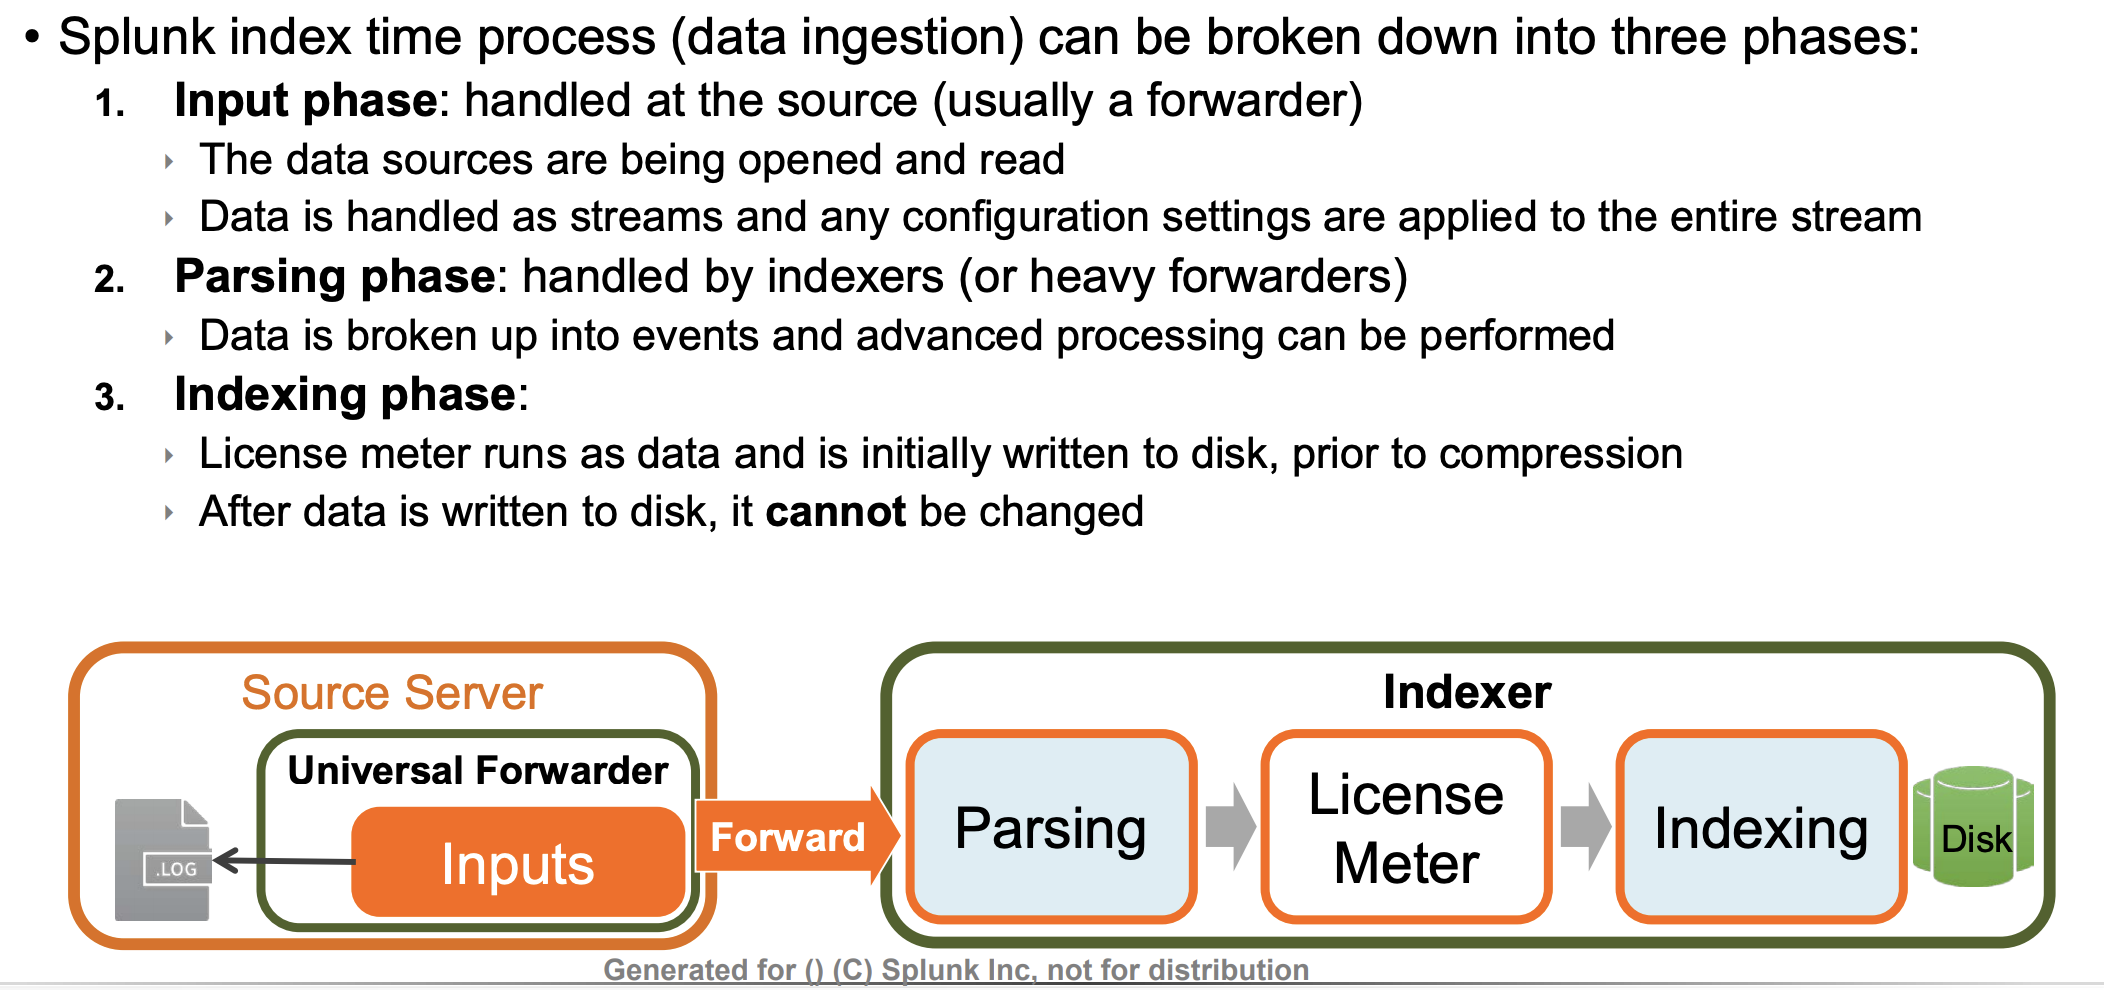 • Splunk index time process (data ingestion) can be broken down into three phases:
1. Input phase: handled at the source (usually a forwarder)
The data sources are being opened and read
Data is handled as streams and any configuration settings are applied to the entire stream
2. Parsing phase: handled by indexers (or heavy forwarders)
Data is broken up into events and advanced processing can be performed
3. Indexing phase:
License meter runs as data and is initially written to disk, prior to compression
After data is written to disk, it cannot be changed
Source Server
Universal Forwarder
.LOG
Inputs
Forward
Indexer
Parsing
License
Meter
Indexing
Disk
Generated for () (C) Splunk Inc, not for distribution